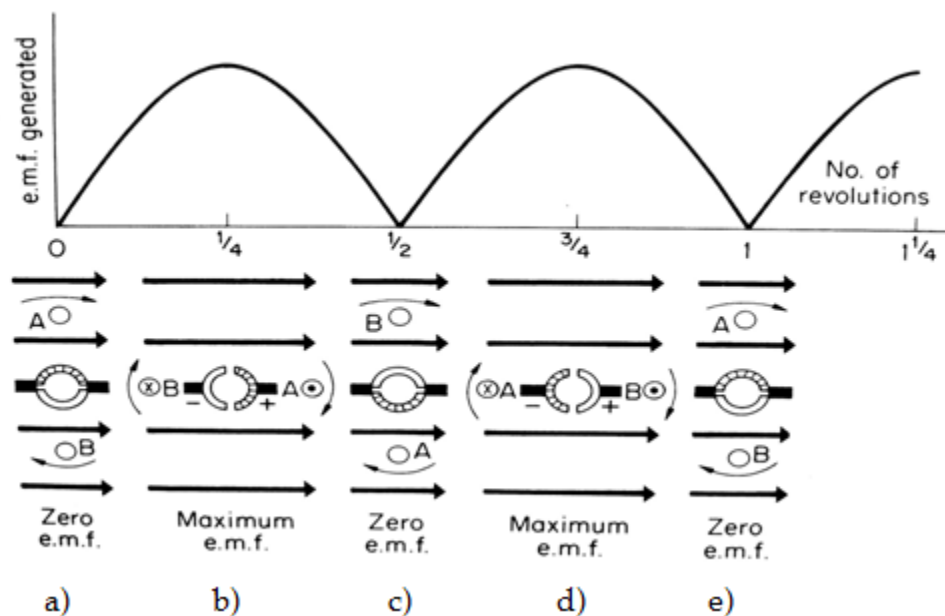 e.m.f. generated
No. of
revolutions
0 1/4 1/2 3/4 1 1 1/4
A B A
B A B
⊗ B − + A ⊙ ⊗ A − + B ⊙
B A B
Zero Maximum Zero Maximum Zero
e.m.f. e.m.f. e.m.f. e.m.f. e.m.f.
a) b) c) d) e)